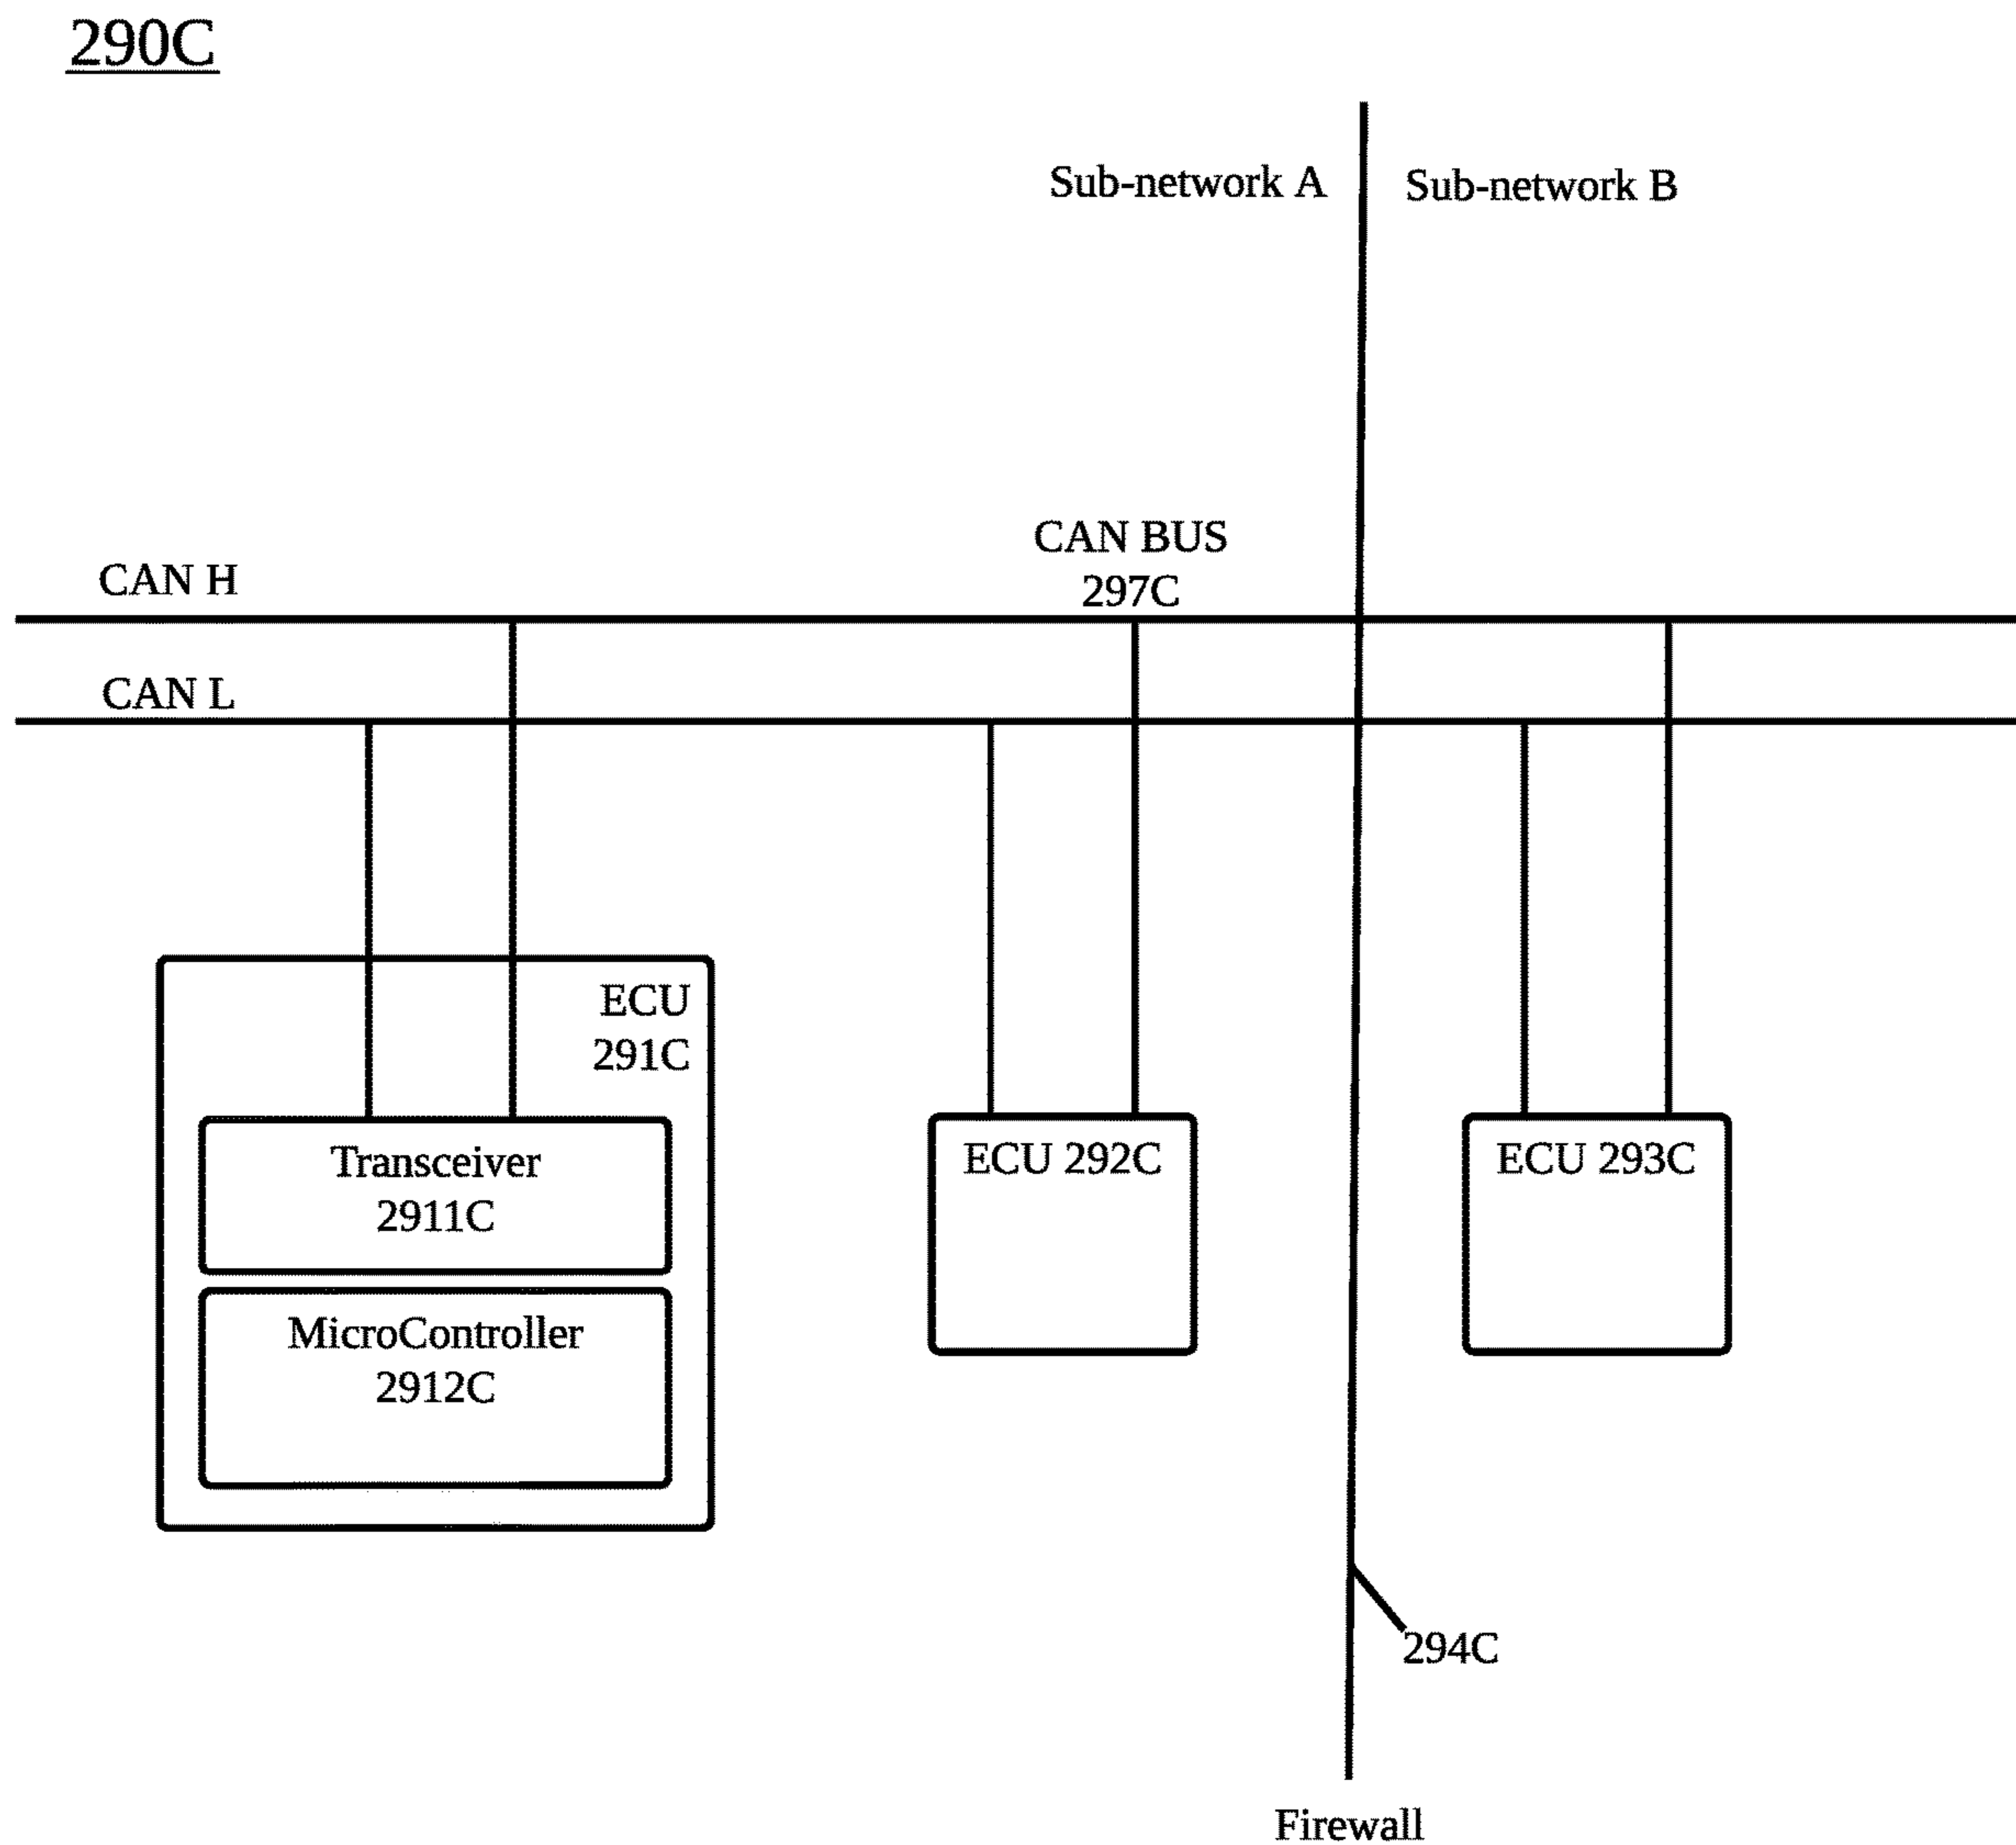 290C
Sub-network A
Sub-network B
CAN BUS
297C
CAN H
CAN L
ECU
291C
Transceiver
2911C
MicroController
2912C
ECU 292C
ECU 293C
294C
Firewall